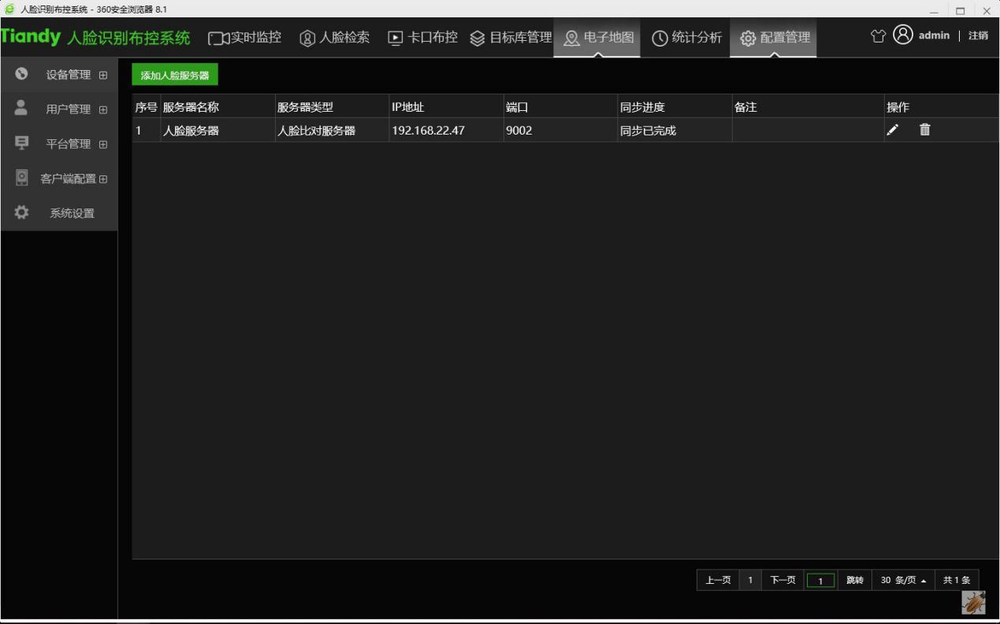 人脸识别布控系统 - 360安全浏览器 8.1
Tiandy 人脸识别布控系统 实时监控 人脸检索 卡口布控 目标库管理 电子地图 统计分析 配置管理 admin | 注销
设备管理
用户管理
平台管理
客户端配置
系统设置
添加人脸服务器
序号 服务器名称 服务器类型 IP地址 端口 同步进度 备注 操作
1 人脸服务器 人脸比对服务器 192.168.22.47 9002 同步已完成
上一页 1 下一页 1 跳转 30 条/页 共 1 条